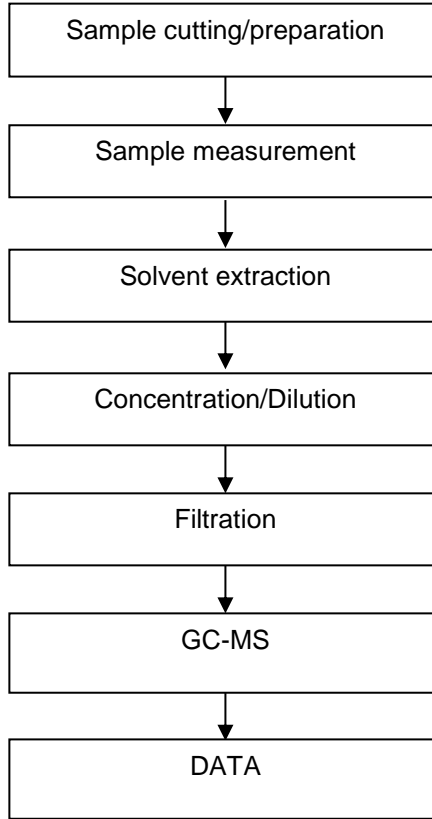 Sample cutting/preparation
Sample measurement
Solvent extraction
Concentration/Dilution
Filtration
GC-MS
DATA